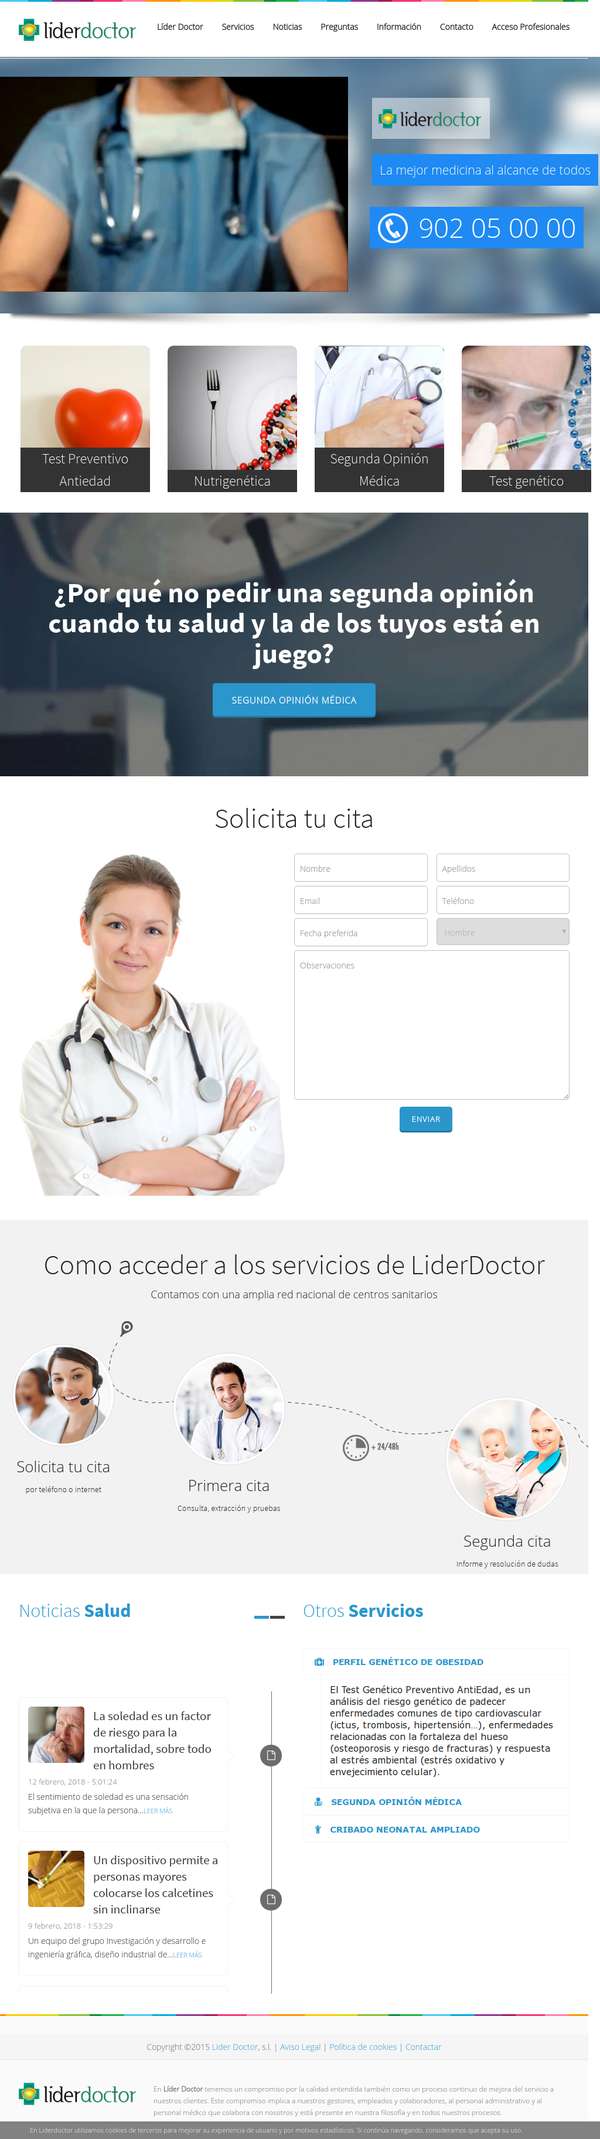 liderdoctor
Líder Doctor Servicios Noticias Preguntas Información Contacto Acceso Profesionales
liderdoctor
La mejor medicina al alcance de todos
902 05 00 00
Test Preventivo
Antiedad
Nutrigenética
Segunda Opinión
Médica
Test genético
¿Por qué no pedir una segunda opinión
cuando tu salud y la de los tuyos está en
juego?
SEGUNDA OPINIÓN MÉDICA
Solicita tu cita
Nombre
Apellidos
Email
Teléfono
Fecha preferida
Hombre
Observaciones
ENVIAR
Como acceder a los servicios de LiderDoctor
Contamos con una amplia red nacional de centros sanitarios
Solicita tu cita
por teléfono o internet
Primera cita
Consulta, extracción y pruebas
+ 24/48h
Segunda cita
Informe y resolución de dudas
Noticias Salud
La soledad es un factor
de riesgo para la
mortalidad, sobre todo
en hombres
12 febrero, 2018 - 5:01:24
El sentimiento de soledad es una sensación
subjetiva en la que la persona...LEER MÁS
Un dispositivo permite a
personas mayores
colocarse los calcetines
sin inclinarse
9 febrero, 2018 - 1:53:29
Un equipo del grupo Investigación y desarrollo e
ingeniería gráfica, diseño industrial de...LEER MÁS
Otros Servicios
PERFIL GENÉTICO DE OBESIDAD
El Test Genético Preventivo AntiEdad, es un
análisis del riesgo genético de padecer
enfermedades comunes de tipo cardiovascular
(ictus, trombosis, hipertensión...), enfermedades
relacionadas con la fortaleza del hueso
(osteoporosis y riesgo de fracturas) y respuesta
al estrés ambiental (estrés oxidativo y
envejecimiento celular).
SEGUNDA OPINIÓN MÉDICA
CRIBADO NEONATAL AMPLIADO
Copyright ©2015 Lider Doctor, s.l. | Aviso Legal | Política de cookies | Contactar
liderdoctor
En Líder Doctor tenemos un compromiso por la calidad entendida también como un proceso continuo de mejora del servicio a
nuestros clientes. Este compromiso implica a nuestros gestores, empleados y colaboradores, al personal administrativo y al
personal médico que colabora con nosotros y está presente en nuestra filosofía y en todos nuestros procesos.
En Liderdoctor utilizamos cookies de terceros para mejorar su experiencia de usuario y por motivos estadísticos. Si continúa navegando, consideramos que acepta su uso.